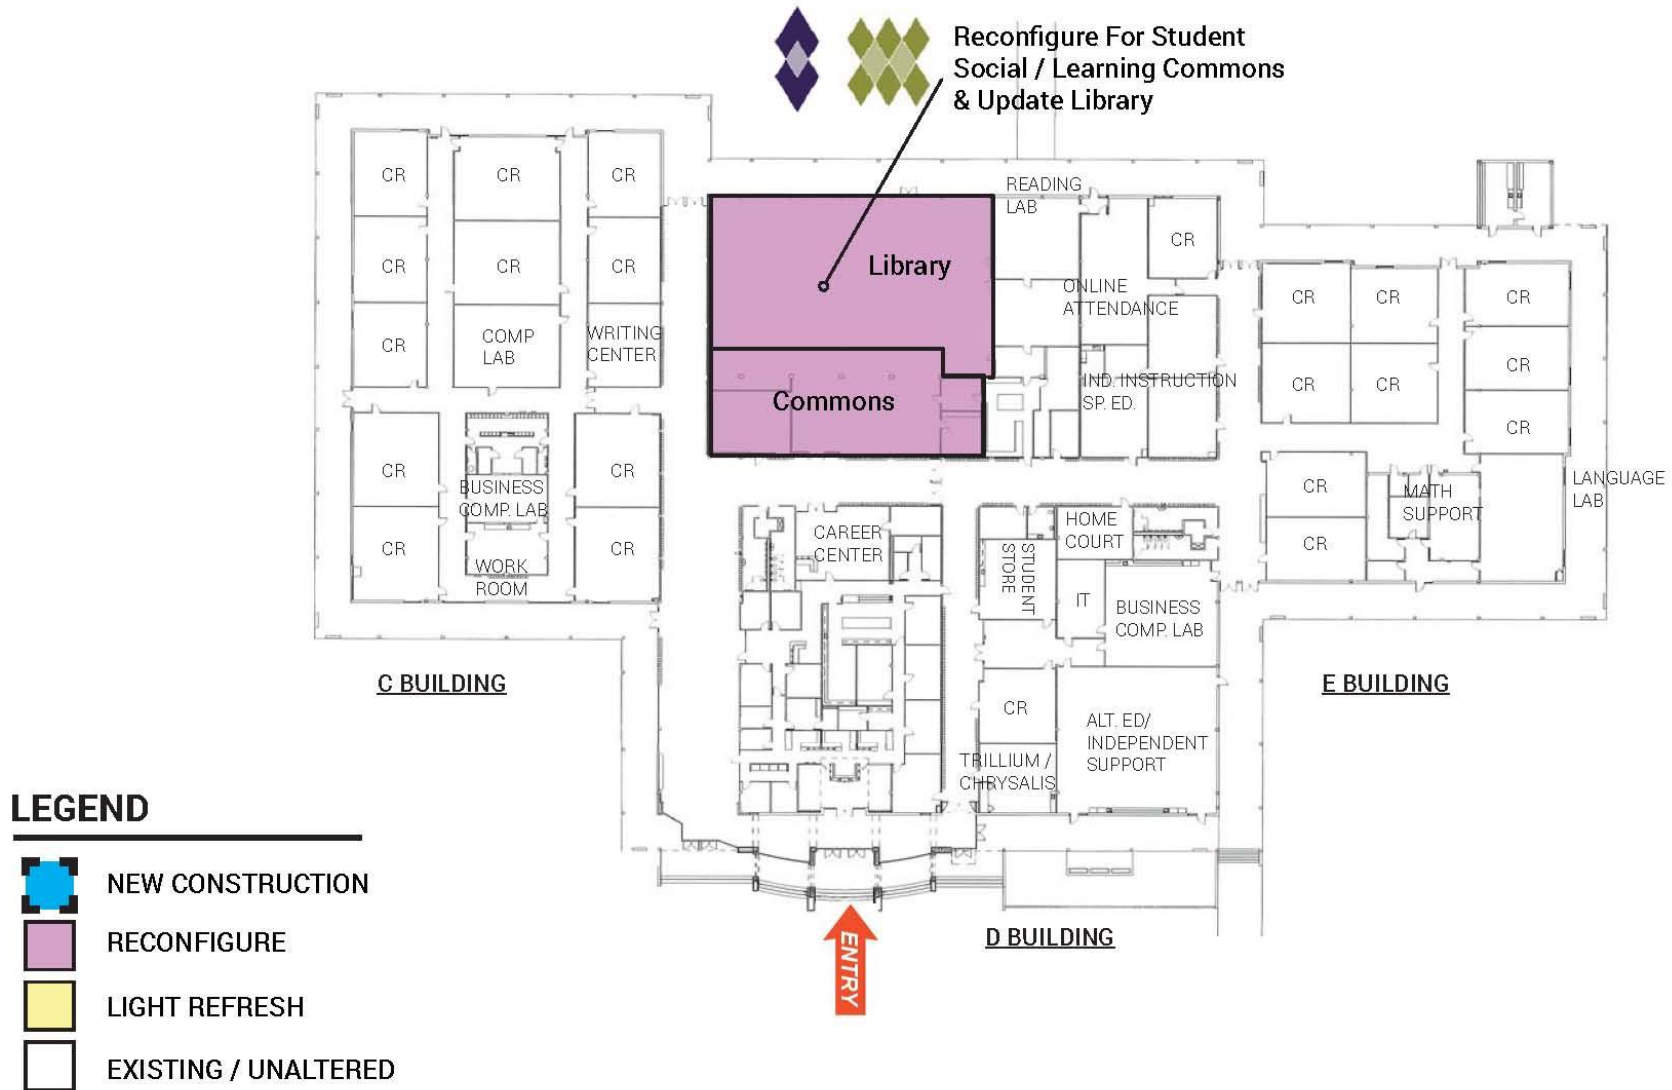 Reconfigure For Student
Social / Learning Commons
& Update Library
CR
CR
CR
READING
LAB
CR
Library
CR
CR
CR
ONLINE
ATTENDANCE
CR
CR
CR
CR
COMP
LAB
WRITING
CENTER
CR
CR
CR
IND. INSTRUCTION
SP. ED.
Commons
CR
CR
CR
CR
BUSINESS
COMP. LAB
CR
CR
MATH
SUPPORT
LANGUAGE
LAB
CAREER
CENTER
HOME
COURT
STUDENT
STORE
CR
CR
CR
WORK
ROOM
IT
BUSINESS
COMP. LAB
C BUILDING
E BUILDING
CR
ALT. ED/
INDEPENDENT
SUPPORT
TRILLIUM /
CHRYSALIS
D BUILDING
ENTRY
LEGEND
NEW CONSTRUCTION
RECONFIGURE
LIGHT REFRESH
EXISTING / UNALTERED